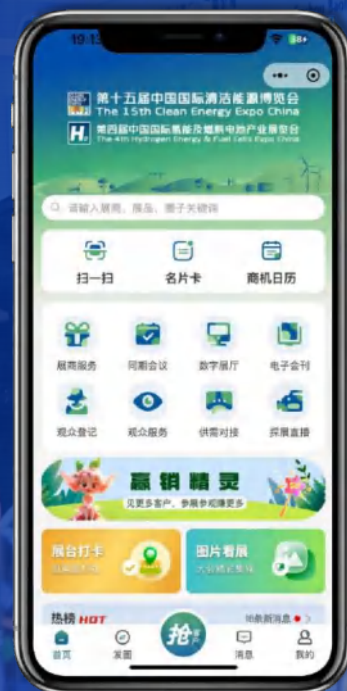 19:13
第十五届中国国际清洁能源博览会
The 15th Clean Energy Expo China
H₂
第四届中国国际氢能及燃料电池产业展览会
The 4th Hydrogen Energy & Fuel Cells Expo China
请输入展商、展品、圈子关键词
扫一扫 名片卡 商机日历
展商服务 同期会议 数字展厅 电子会刊
观众登记 观众服务 供需对接 探展直播
赢销精灵
见更多客户，参展参观赚更多
展台打卡 图片看展
热榜 HOT
首页 发圈 抢 消息 我的